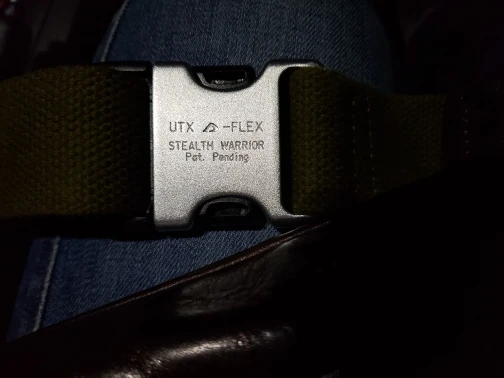 UTX -FLEX
STEALTH WARRIOR
Pat. Pending